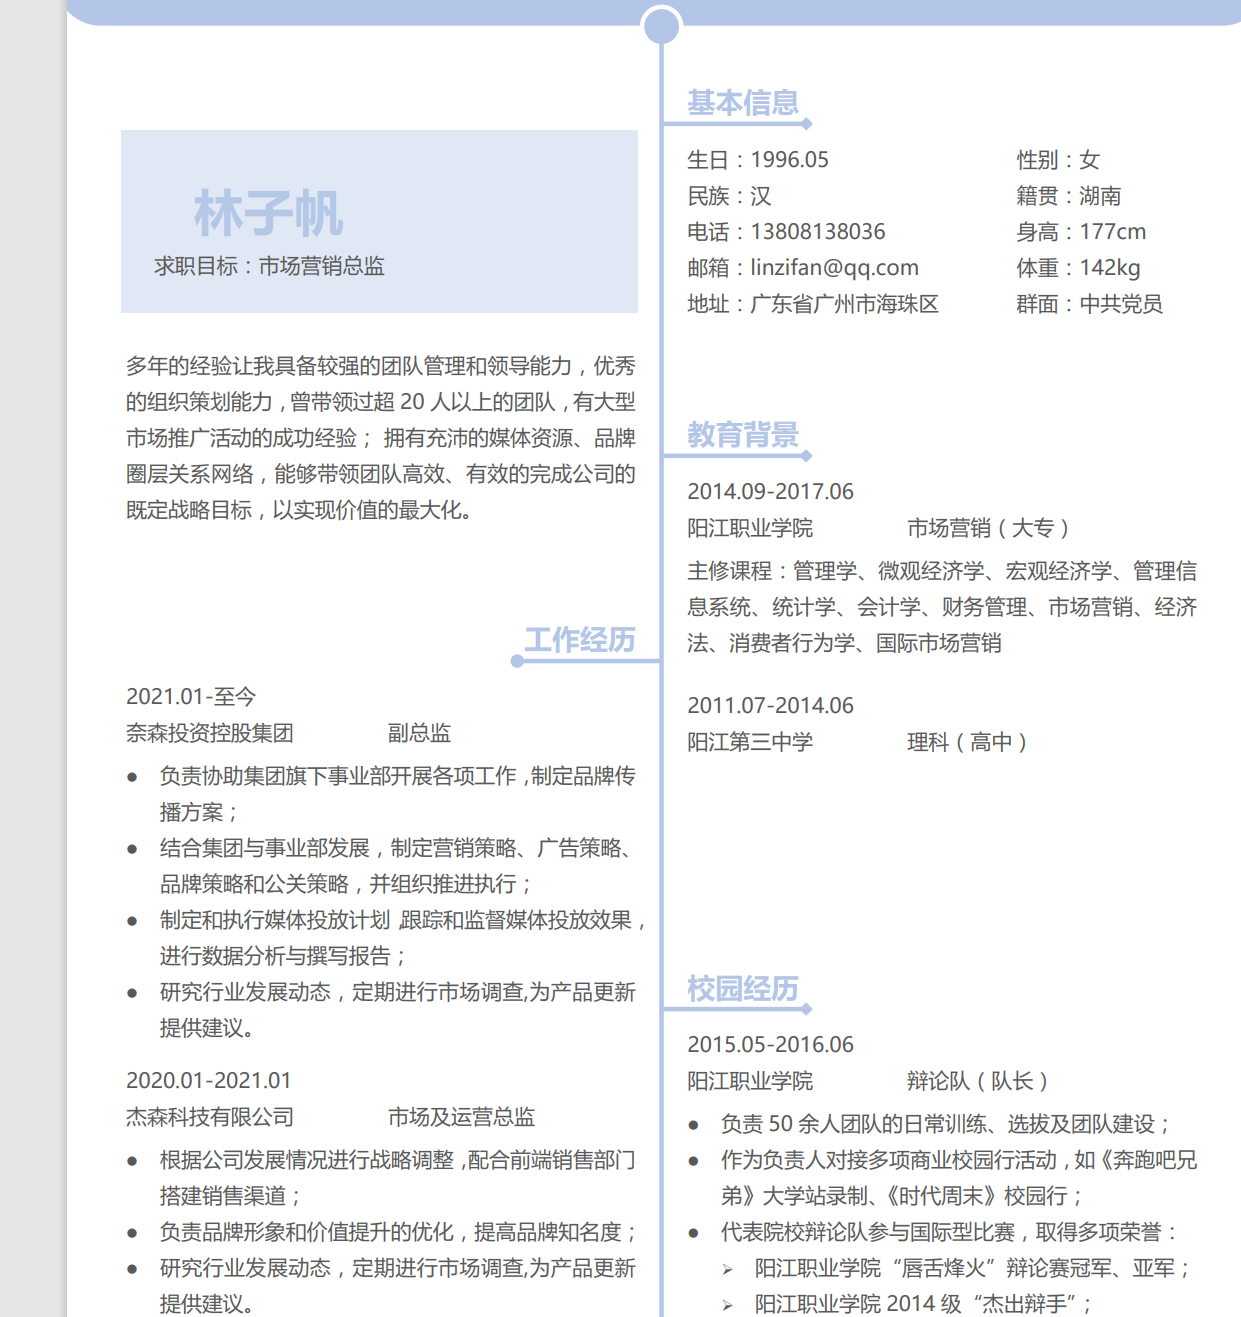 林子帆
求职目标：市场营销总监
多年的经验让我具备较强的团队管理和领导能力，优秀
的组织策划能力，曾带领过超 20 人以上的团队，有大型
市场推广活动的成功经验； 拥有充沛的媒体资源、品牌
圈层关系网络，能够带领团队高效、有效的完成公司的
既定战略目标，以实现价值的最大化。
工作经历
2021.01-至今
奈森投资控股集团 副总监
● 负责协助集团旗下事业部开展各项工作，制定品牌传
播方案；
● 结合集团与事业部发展，制定营销策略、广告策略、
品牌策略和公关策略，并组织推进执行；
● 制定和执行媒体投放计划，跟踪和监督媒体投放效果，
进行数据分析与撰写报告；
● 研究行业发展动态，定期进行市场调查,为产品更新
提供建议。
2020.01-2021.01
杰森科技有限公司 市场及运营总监
● 根据公司发展情况进行战略调整，配合前端销售部门
搭建销售渠道；
● 负责品牌形象和价值提升的优化，提高品牌知名度；
● 研究行业发展动态，定期进行市场调查,为产品更新
提供建议。
基本信息
生日：1996.05 性别：女
民族：汉 籍贯：湖南
电话：13808138036 身高：177cm
邮箱：linzifan@qq.com 体重：142kg
地址：广东省广州市海珠区 群面：中共党员
教育背景
2014.09-2017.06
阳江职业学院 市场营销（大专）
主修课程：管理学、微观经济学、宏观经济学、管理信
息系统、统计学、会计学、财务管理、市场营销、经济
法、消费者行为学、国际市场营销
2011.07-2014.06
阳江第三中学 理科（高中）
校园经历
2015.05-2016.06
阳江职业学院 辩论队（队长）
● 负责 50 余人团队的日常训练、选拔及团队建设；
● 作为负责人对接多项商业校园行活动，如《奔跑吧兄
弟》大学站录制、《时代周末》校园行；
● 代表院校辩论队参与国际型比赛，取得多项荣誉：
➢ 阳江职业学院“唇舌烽火”辩论赛冠军、亚军；
➢ 阳江职业学院 2014 级“杰出辩手”；